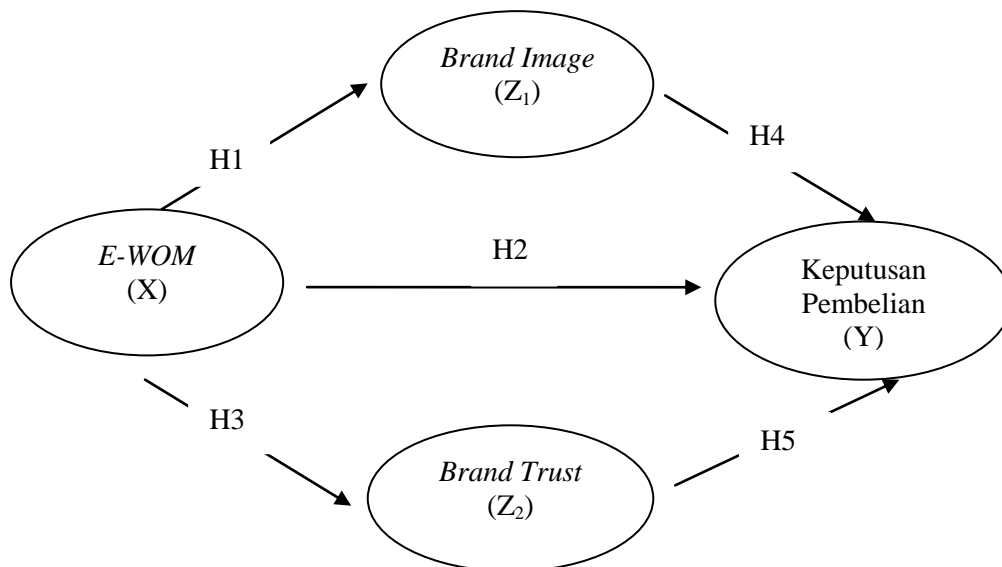 Brand Image
(Z₁)
H4
H1
H2
E-WOM
(X)
Keputusan
Pembelian
(Y)
H3
H5
Brand Trust
(Z₂)